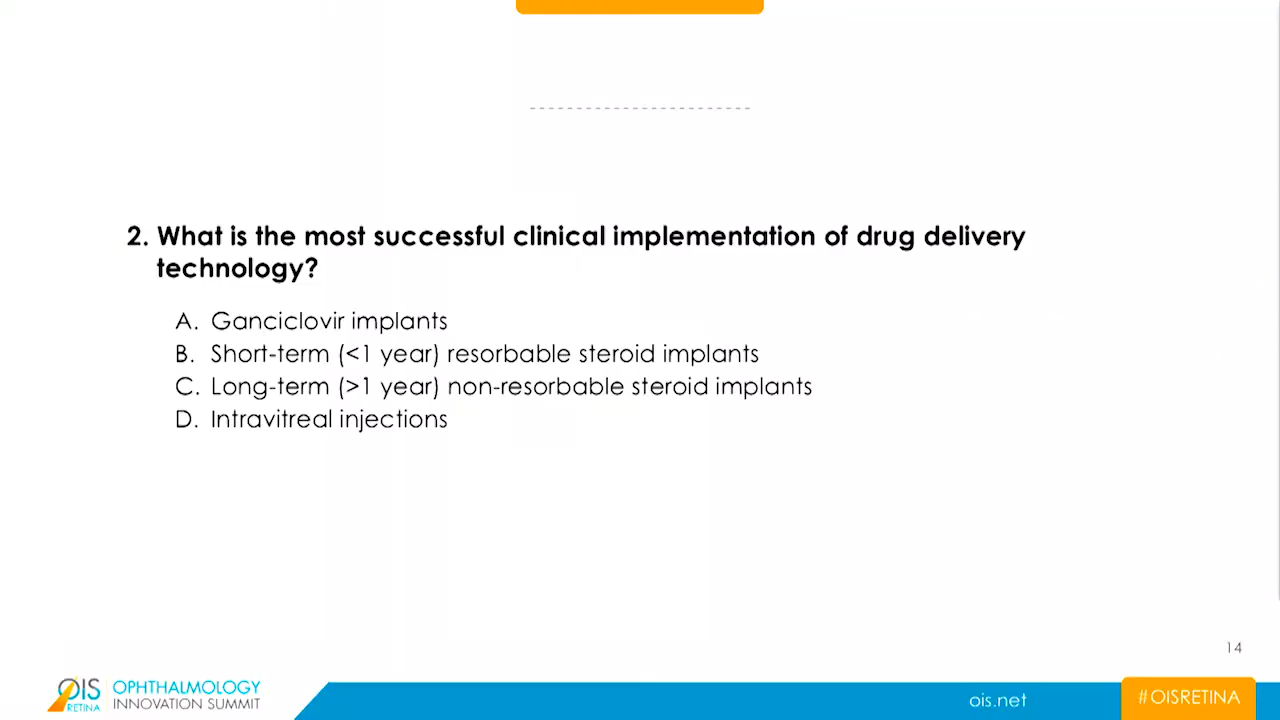 2. What is the most successful clinical implementation of drug delivery
technology?
A. Ganciclovir implants
B. Short-term (<1 year) resorbable steroid implants
C. Long-term (>1 year) non-resorbable steroid implants
D. Intravitreal injections
14
OIS
RETINA
OPHTHALMOLOGY
INNOVATION SUMMIT
ois.net
#OISRETINA